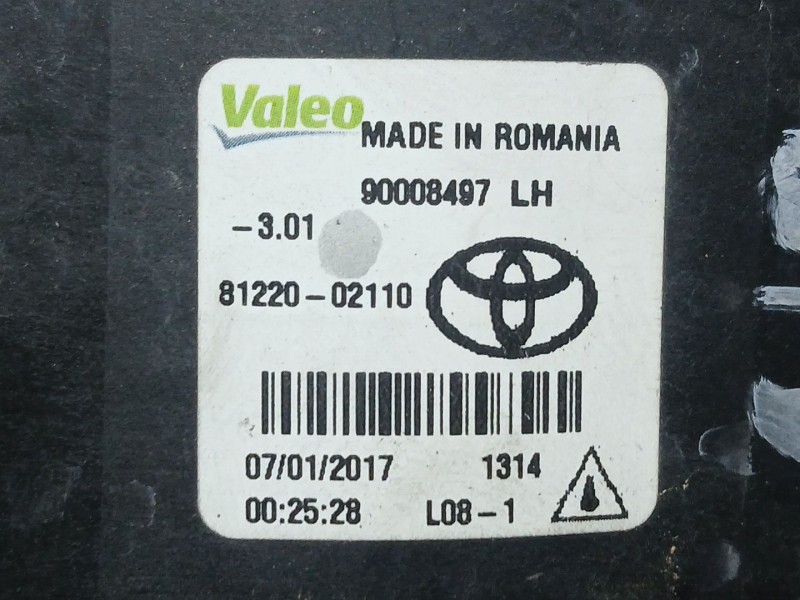 Valeo MADE IN ROMANIA
90008497 LH
-3.01
81220-02110
07/01/2017 1314
00:25:28 L08-1